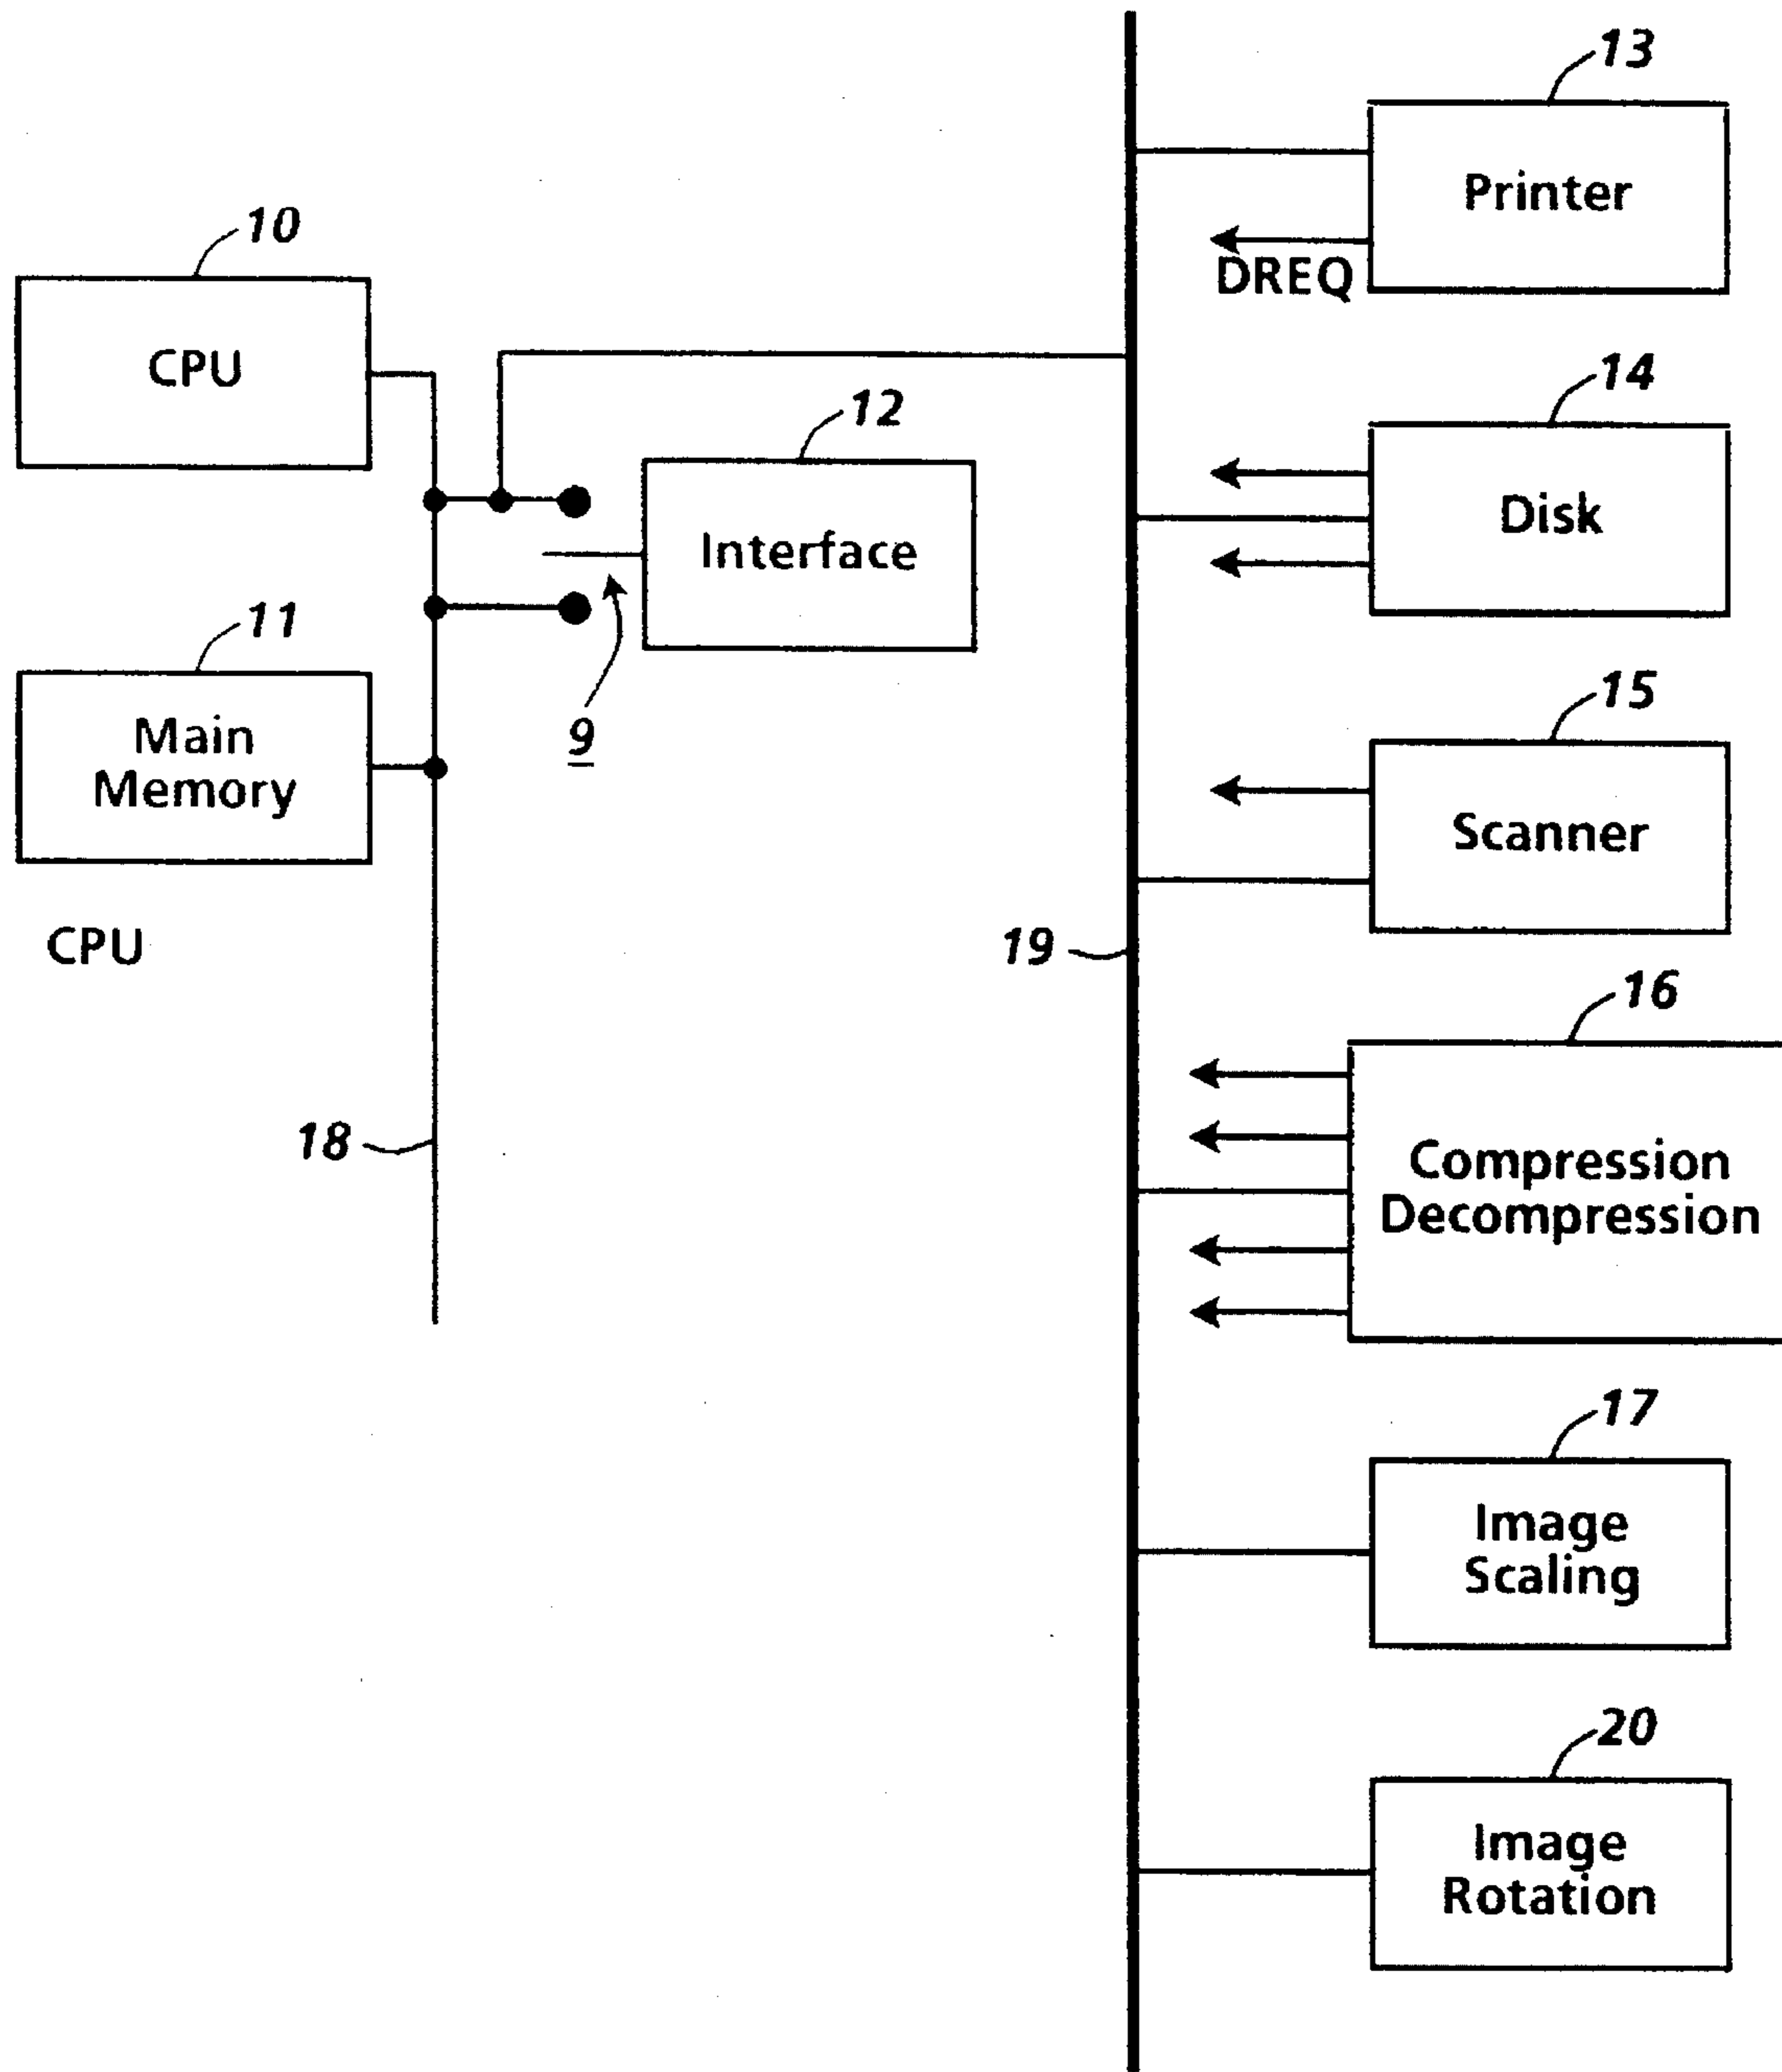 13
Printer
DREQ
10
CPU
14
Disk
12
Interface
11
Main
Memory
9
15
Scanner
CPU
19
16
Compression
Decompression
18
17
Image
Scaling
20
Image
Rotation